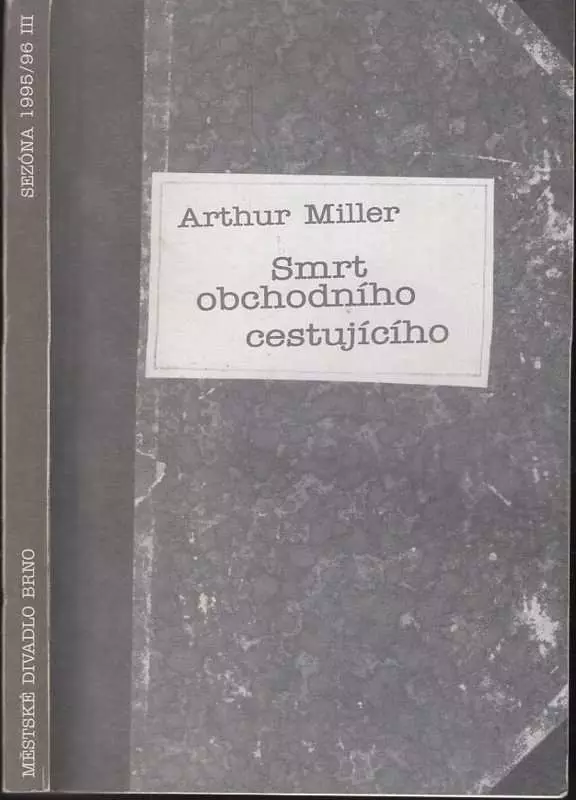 Arthur Miller
Smrt
obchodního
cestujícího
MĚSTSKÉ DIVADLO BRNO
SEZÓNA 1995/96 III